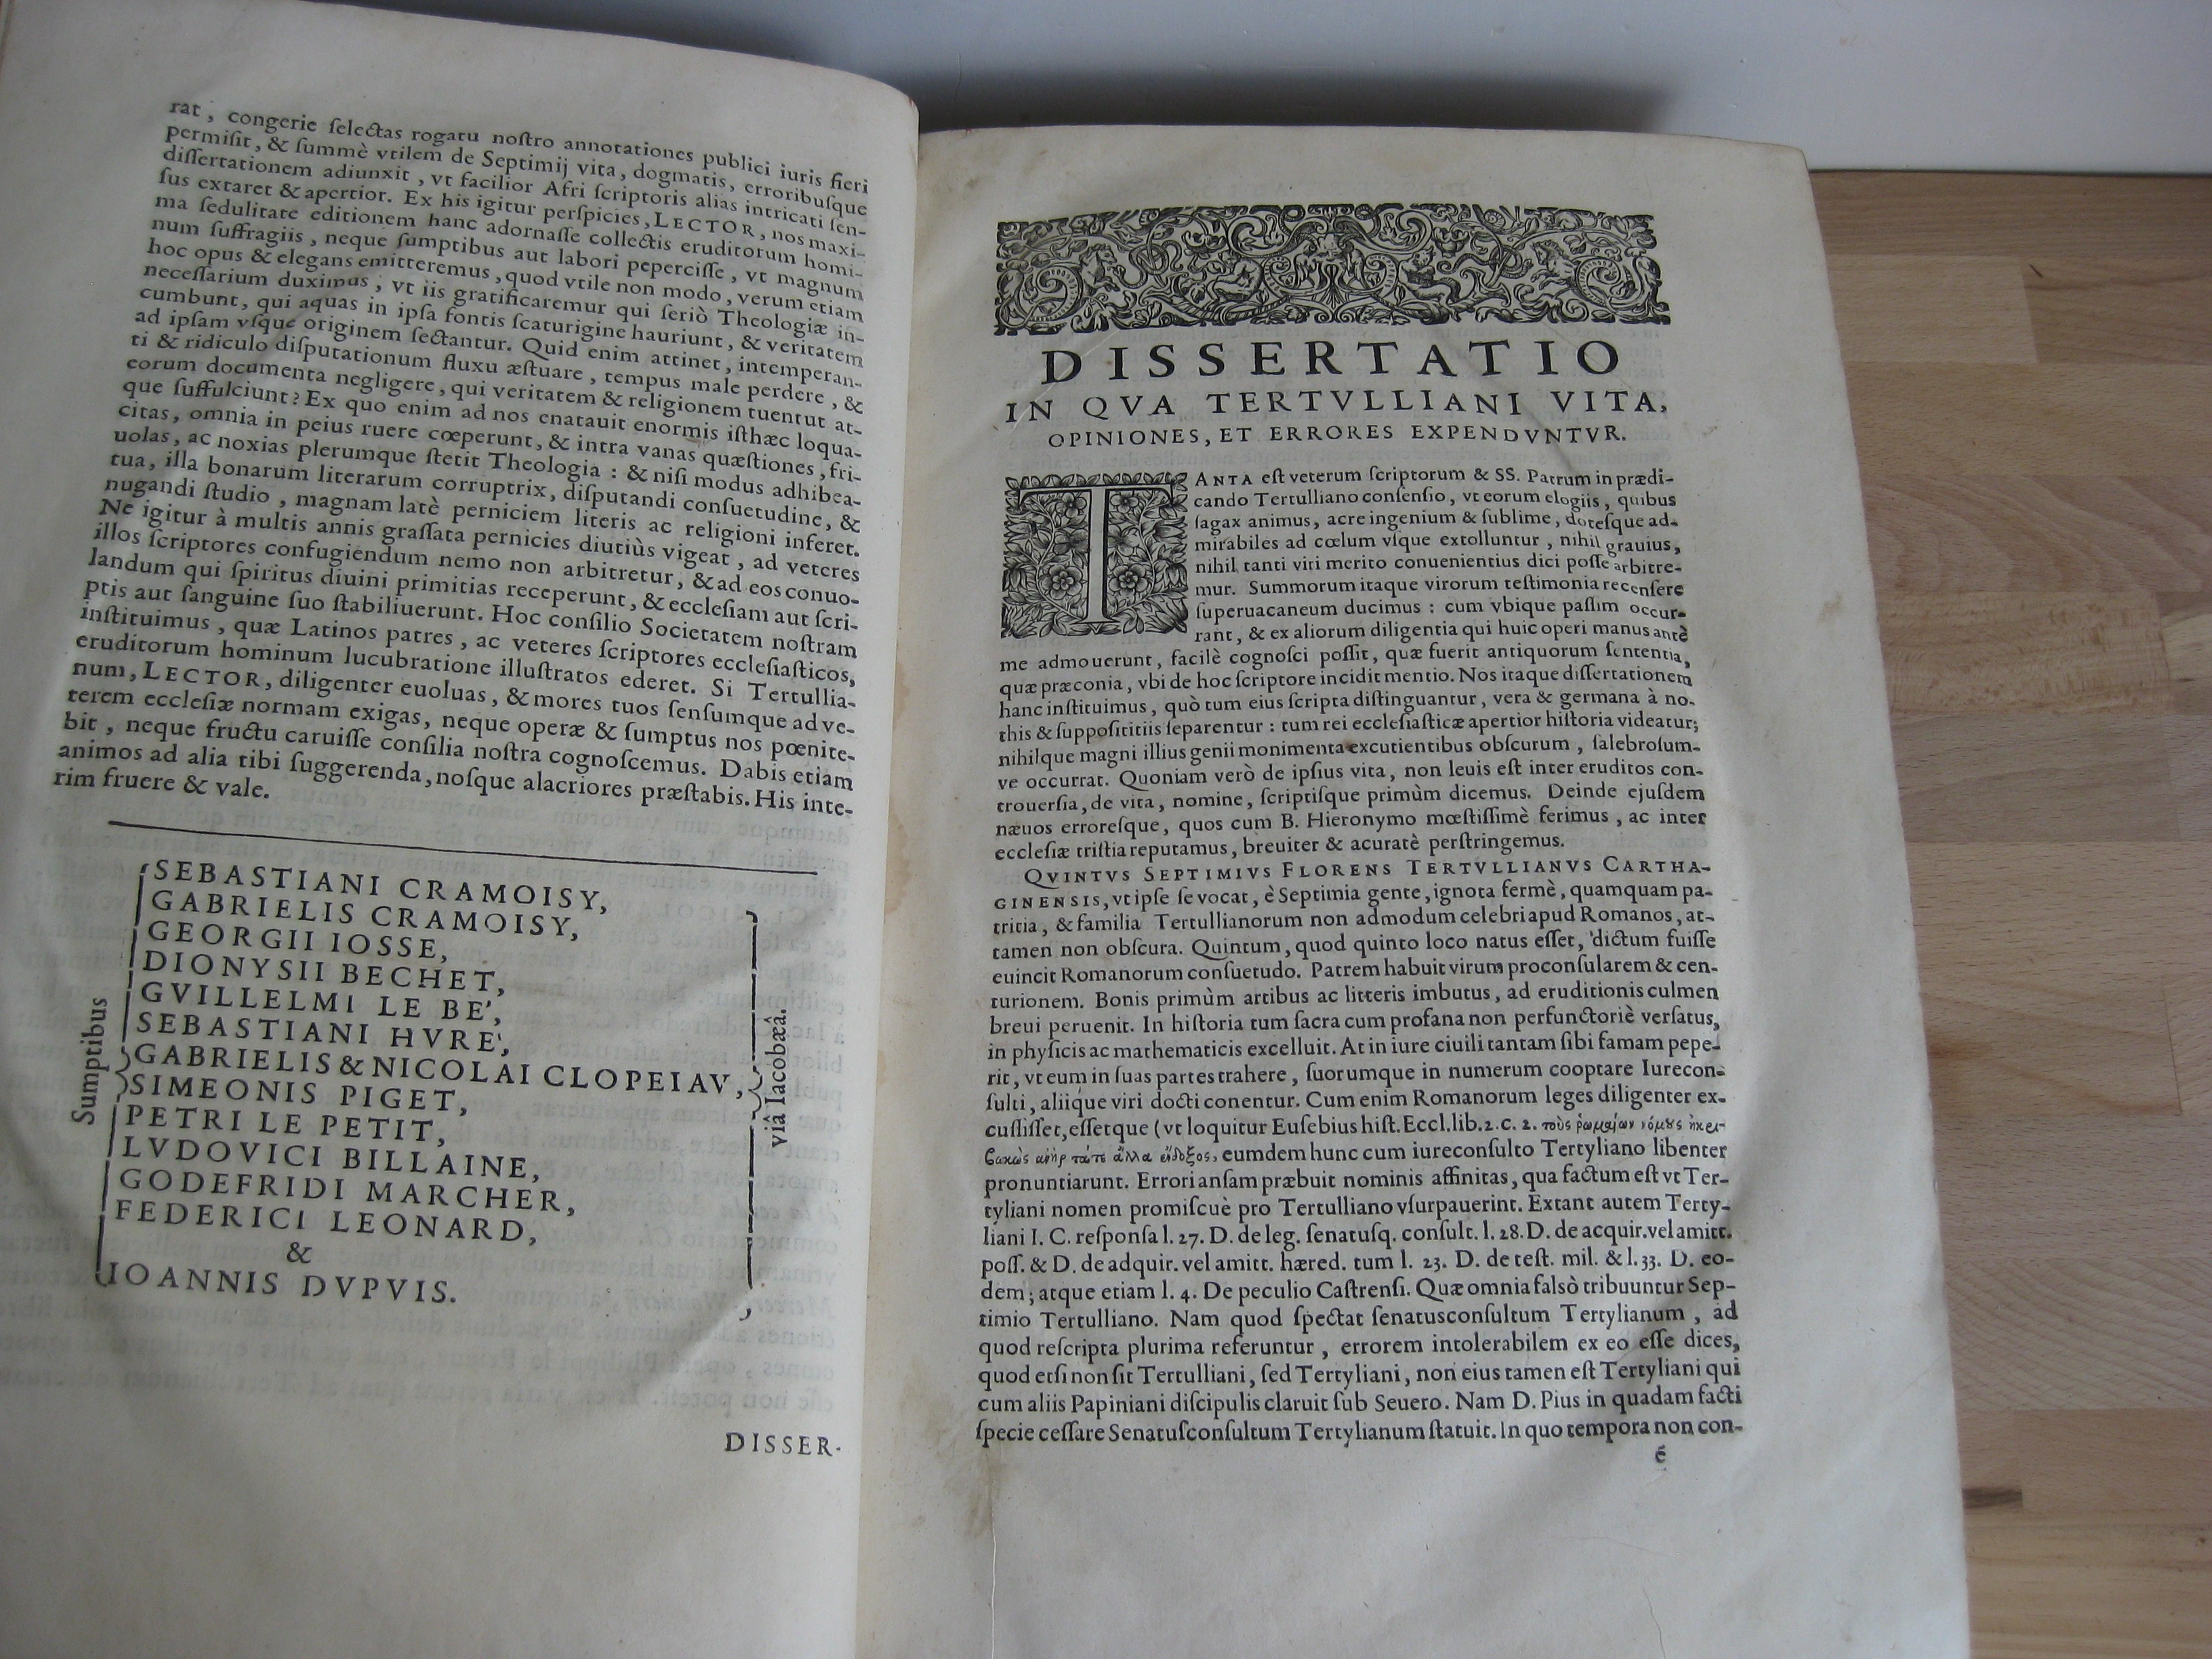 rat, congerie ſelectas rogatu noſtro annotationes publici iuris fieri
permiſit, & ſummè vtilem de Septimij vita, dogmatis, erroribuſque
diſſertationem adiunxit, vt facilior Afri ſcriptoris alias intricati ſen-
ſus extaret & apertior. Ex his igitur perſpicies, LECTOR, nos maxi-
ma ſedulitate editionem hanc adornaſſe collectis eruditorum homi-
num ſuffragiis, neque ſumptibus aut labori peperciſſe, vt magnum
hoc opus & elegans emitteremus, quod vtile non modo, verum etiam
neceſſarium duximus, vt iis gratificaremur qui ſeriò Theologiæ in-
cumbunt, qui aquas in ipſa fontis ſcaturigine hauriunt, & veritatem
ad ipſam vſque originem ſectantur. Quid enim attinet, intemperan-
ti & ridiculo diſputationum fluxu æſtuare, tempus male perdere, &
eorum documenta negligere, qui veritatem & religionem tuentur at-
que ſuffulciunt? Ex quo enim ad nos enatauit enormis iſthæc loqua-
citas, omnia in peius ruere cœperunt, & intra vanas quæſtiones, fri-
uolas, ac noxias plerumque ſtetit Theologia: & niſi modus adhibea-
tua, illa bonarum literarum corruptrix, diſputandi conſuetudine, &
nugandi ſtudio, magnam latè perniciem literis ac religioni inferet.
Ne igitur à multis annis graſſata pernicies diutiùs vigeat, ad veteres
illos ſcriptores confugiendum nemo non arbitretur, & ad eos conuo-
landum qui ſpiritus diuini primitias receperunt, & eccleſiam aut ſcri-
ptis aut ſanguine ſuo ſtabiliuerunt. Hoc conſilio Societatem noſtram
inſtituimus, quæ Latinos patres, ac veteres ſcriptores eccleſiaſticos,
eruditorum hominum lucubratione illuſtratos ederet. Si Tertullia-
num, LECTOR, diligenter euoluas, & mores tuos ſenſumque ad ve-
terem eccleſiæ normam exigas, neque operæ & ſumptus nos pœnite-
bit, neque fructu caruiſſe conſilia noſtra cognoſcemus. Dabis etiam
animos ad alia tibi ſuggerenda, noſque alacriores præſtabis. His inte-
rim fruere & vale.
Sumptibus
SEBASTIANI CRAMOISY,
GABRIELIS CRAMOISY,
GEORGII IOSSE,
DIONYSII BECHET,
GVILLELMI LE BE',
SEBASTIANI HVRE',
GABRIELIS & NICOLAI CLOPEIAV,
SIMEONIS PIGET,
PETRI LE PETIT,
LVDOVICI BILLAINE,
GODEFRIDI MARCHER,
FEDERICI LEONARD,
&
IOANNIS DVPVIS.
viâ Iacobæâ.
DISSER-
DISSERTATIO
IN QVA TERTVLLIANI VITA,
OPINIONES, ET ERRORES EXPENDVNTVR.
TANTA eſt veterum ſcriptorum & SS. Patrum in prædi-
cando Tertulliano conſenſio, vt eorum elogiis, quibus
ſagax animus, acre ingenium & ſublime, doteſque ad-
mirabiles ad cœlum vſque extolluntur, nihil grauius,
nihil tanti viri merito conuenientius dici poſſe arbitre-
mur. Summorum itaque virorum teſtimonia recenſere
ſuperuacaneum ducimus: cum vbique paſſim occur-
rant, & ex aliorum diligentia qui huic operi manus antè
me admouerunt, facilè cognoſci poſſit, quæ fuerit antiquorum ſententia,
quæ præconia, vbi de hoc ſcriptore incidit mentio. Nos itaque diſſertationem
hanc inſtituimus, quò tum eius ſcripta diſtinguantur, vera & germana à no-
this & ſuppoſititiis ſeparentur: tum rei eccleſiaſticæ apertior hiſtoria videatur;
nihilque magni illius genii monimenta excutientibus obſcurum, ſalebroſum-
ve occurrat. Quoniam verò de ipſius vita, non leuis eſt inter eruditos con-
trouerſia, de vita, nomine, ſcriptiſque primùm dicemus. Deinde ejuſdem
næuos erroreſque, quos cum B. Hieronymo mœſtiſſimè ferimus, ac inter
eccleſiæ triſtia reputamus, breuiter & acuratè perſtringemus.
QVINTVS SEPTIMIVS FLORENS TERTVLLIANVS CARTHA-
GINENSIS, vt ipſe ſe vocat, è Septimia gente, ignota fermè, quamquam pa-
tritia, & familia Tertullianorum non admodum celebri apud Romanos, at-
tamen non obſcura. Quintum, quod quinto loco natus eſſet, dictum fuiſſe
euincit Romanorum conſuetudo. Patrem habuit virum proconſularem & cen-
turionem. Bonis primùm artibus ac litteris imbutus, ad eruditionis culmen
breui peruenit. In hiſtoria tum ſacra cum profana non perfunctoriè verſatus,
in phyſicis ac mathematicis excelluit. At in iure ciuili tantam ſibi famam pepe-
rit, vt eum in ſuas partes trahere, ſuorumque in numerum cooptare Iurecon-
ſulti, aliique viri docti conentur. Cum enim Romanorum leges diligenter ex-
cuſſiſſet, eſſetque (vt loquitur Euſebius hiſt. Eccl. lib. 2. c. 2. τοὺς ῥωμαίων νόμους ἠκρι-
βωκὼς ἀνὴρ τά τε ἄλλα ἔνδοξος, eumdem hunc cum iureconſulto Tertyliano libenter
pronuntiarunt. Errori anſam præbuit nominis affinitas, qua factum eſt vt Ter-
tyliani nomen promiſcuè pro Tertulliano vſurpauerint. Extant autem Terty-
liani I. C. reſponſa l. 27. D. de leg. ſenatuſq. conſult. l. 28. D. de acquir. vel amitt.
poſſ. & D. de adquir. vel amitt. hæred. tum l. 23. D. de teſt. mil. & l. 33. D. eo-
dem; atque etiam l. 4. De peculio Caſtrenſi. Quæ omnia falsò tribuuntur Sep-
timio Tertulliano. Nam quod ſpectat ſenatusconſultum Tertylianum, ad
quod reſcripta plurima referuntur, errorem intolerabilem ex eo eſſe dices,
quod etſi non ſit Tertulliani, ſed Tertyliani, non eius tamen eſt Tertyliani qui
cum aliis Papiniani diſcipulis claruit ſub Seuero. Nam D. Pius in quadam facti
ſpecie ceſſare Senatuſconſultum Tertylianum ſtatuit. In quo tempora non con-
é